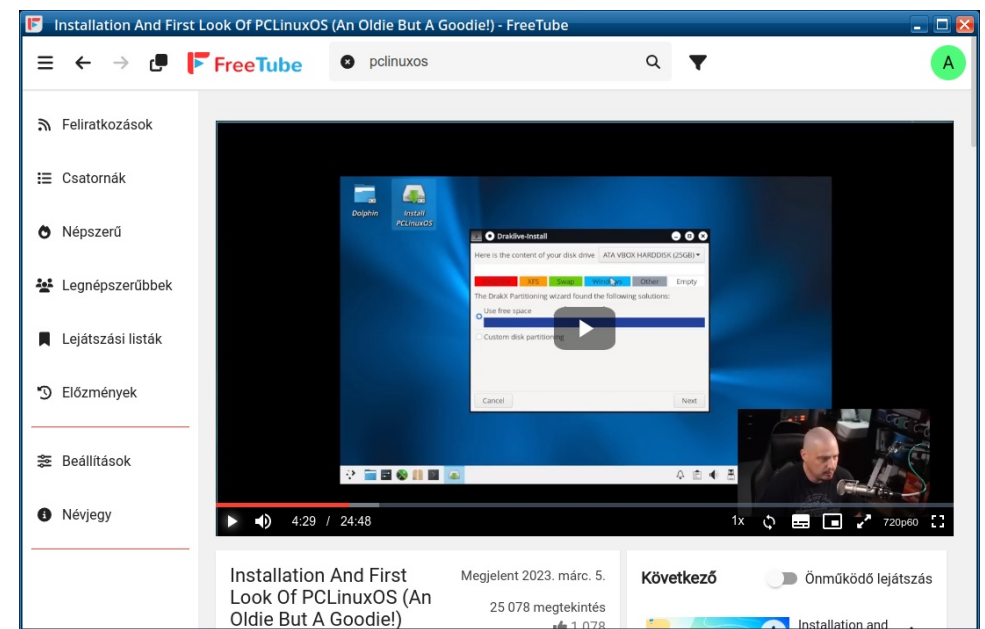 Installation And First Look Of PCLinuxOS (An Oldie But A Goodie!) - FreeTube
FreeTube
pclinuxos
A
Feliratkozások
Csatornák
Népszerű
Legnépszerűbbek
Lejátszási listák
Előzmények
Beállítások
Névjegy
Dolphin
Install PCLinuxOS
Draklive-Install
Here is the content of your disk drive ATA VBOX HARDDISK (25GB)
XFS Swap Windows Other Empty
The DrakX Partitioning wizard found the following solutions:
Use free space
Custom disk partitioning
Cancel Next
4:29 / 24:48
1x
720p60
Installation And First
Look Of PCLinuxOS (An
Oldie But A Goodie!)
Megjelent 2023. márc. 5.
25 078 megtekintés
1 078
Következő
Önműködő lejátszás
Installation and